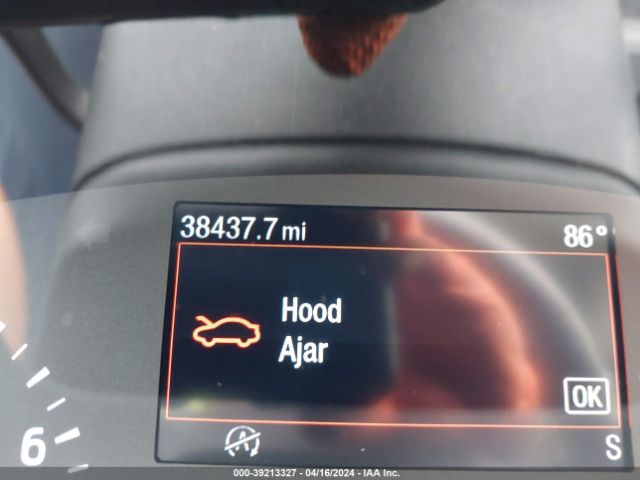 38437.7 mi 86°
Hood
Ajar
OK
A
S
6
000-39213327 - 04/16/2024 - IAA Inc.